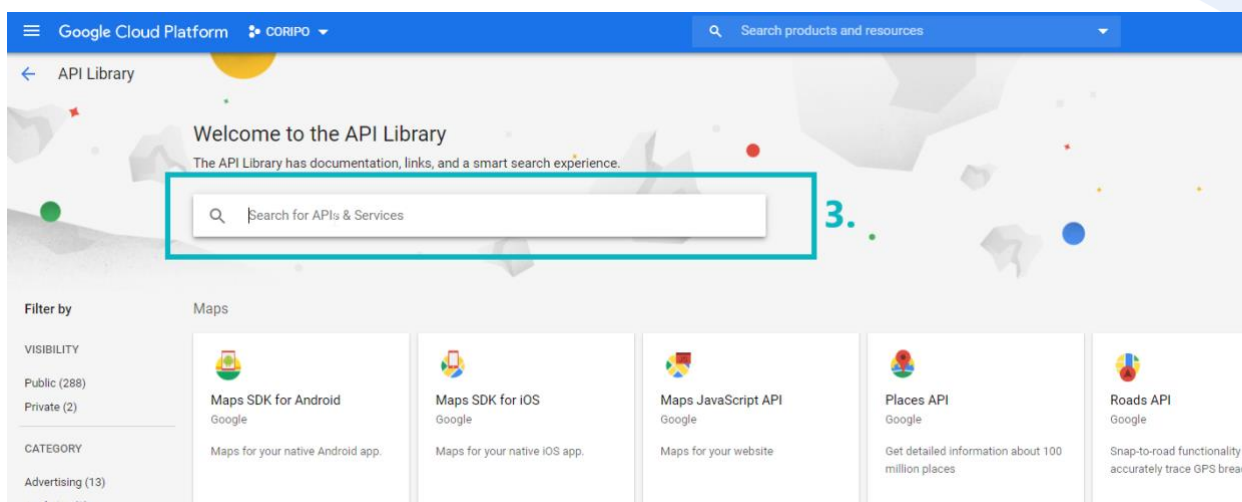 Google Cloud Platform CORIPO
Search products and resources
API Library
Welcome to the API Library
The API Library has documentation, links, and a smart search experience.
Search for APIs & Services
3.
Filter by
VISIBILITY
Public (288)
Private (2)
CATEGORY
Advertising (13)
Maps
Maps SDK for Android
Google
Maps for your native Android app.
Maps SDK for iOS
Google
Maps for your native iOS app.
Maps JavaScript API
Google
Maps for your website
Places API
Google
Get detailed information about 100
million places
Roads API
Google
Snap-to-road functionality
accurately trace GPS brea